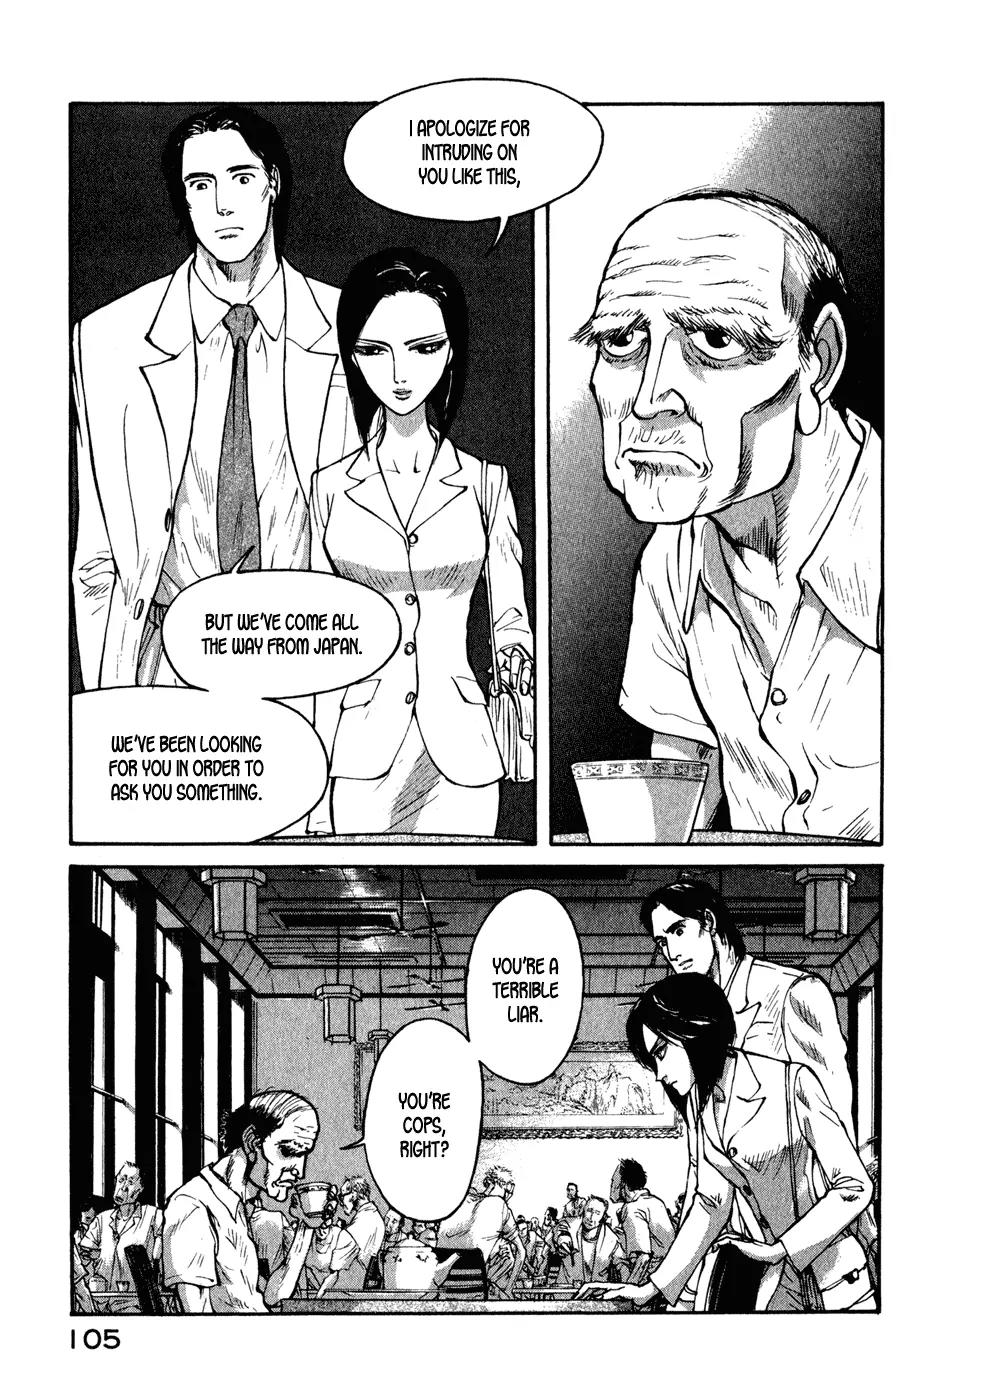 I APOLOGIZE FOR
INTRUDING ON
YOU LIKE THIS,
BUT WE'VE COME ALL
THE WAY FROM JAPAN.
WE'VE BEEN LOOKING
FOR YOU IN ORDER TO
ASK YOU SOMETHING.
YOU'RE A
TERRIBLE
LIAR.
YOU'RE
COPS,
RIGHT?
105